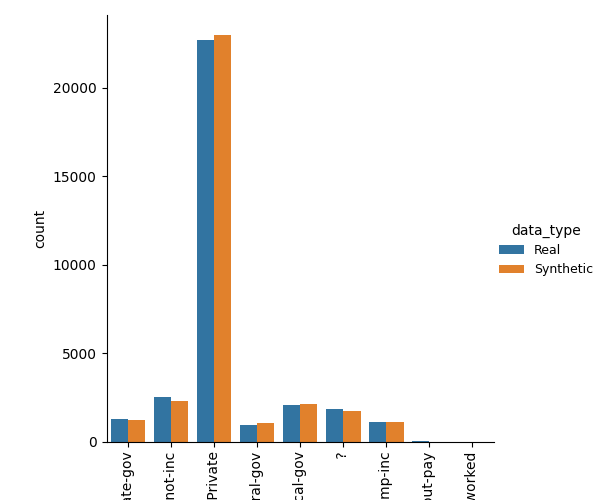 count
20000
15000
10000
5000
0
ate-gov
not-inc
Private
ral-gov
cal-gov
?
mp-inc
out-pay
worked
data_type
Real
Synthetic